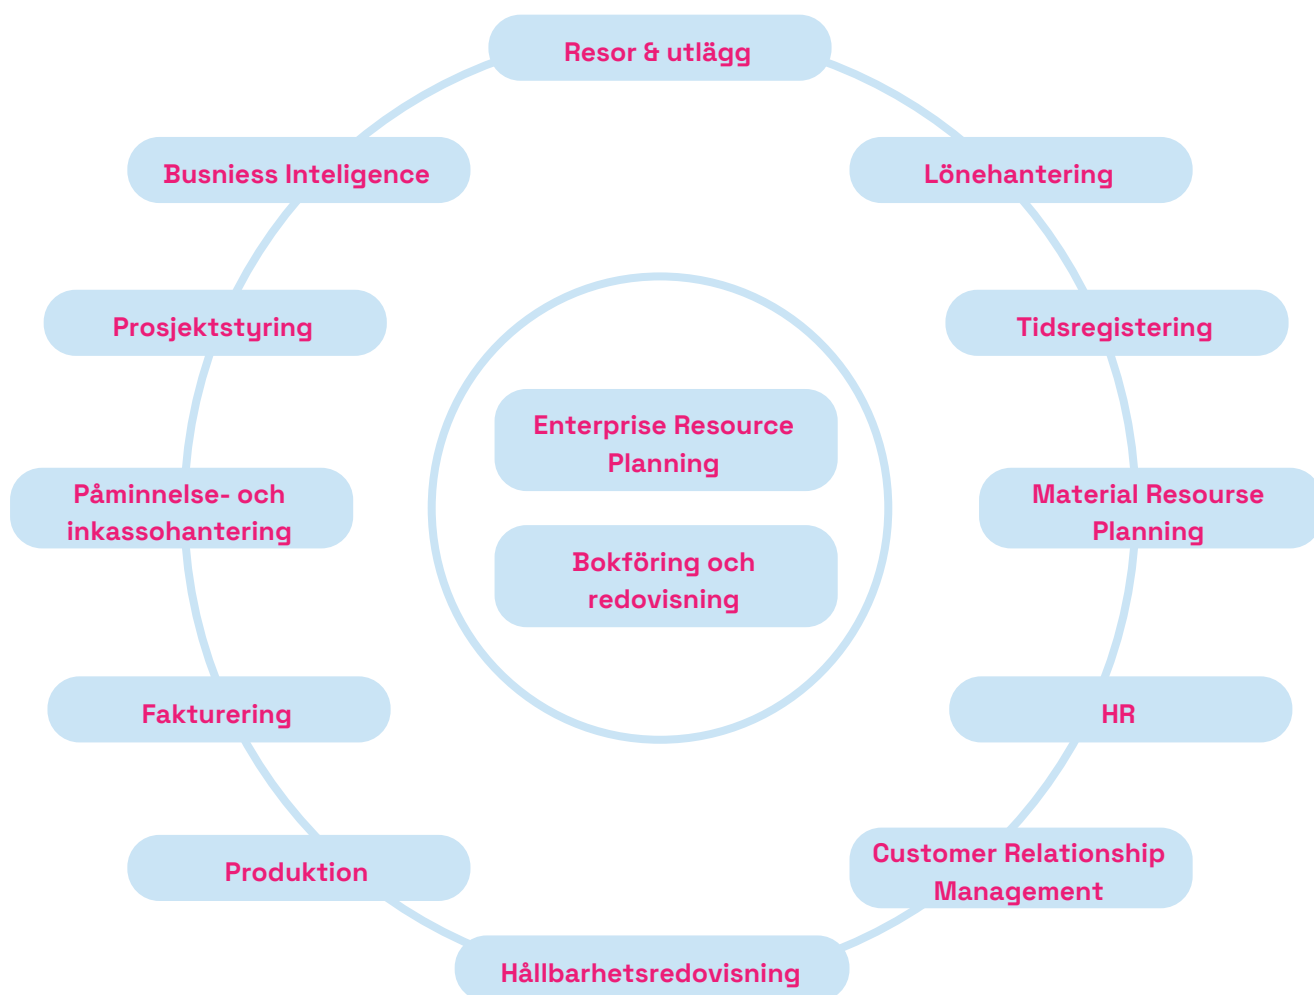 Resor & utlägg
Busniess Inteligence
Lönehantering
Prosjektstyring
Tidsregistering
Enterprise Resource
Planning
Påminnelse- och
inkassohantering
Material Resourse
Planning
Bokföring och
redovisning
Fakturering
HR
Produktion
Customer Relationship
Management
Hållbarhetsredovisning